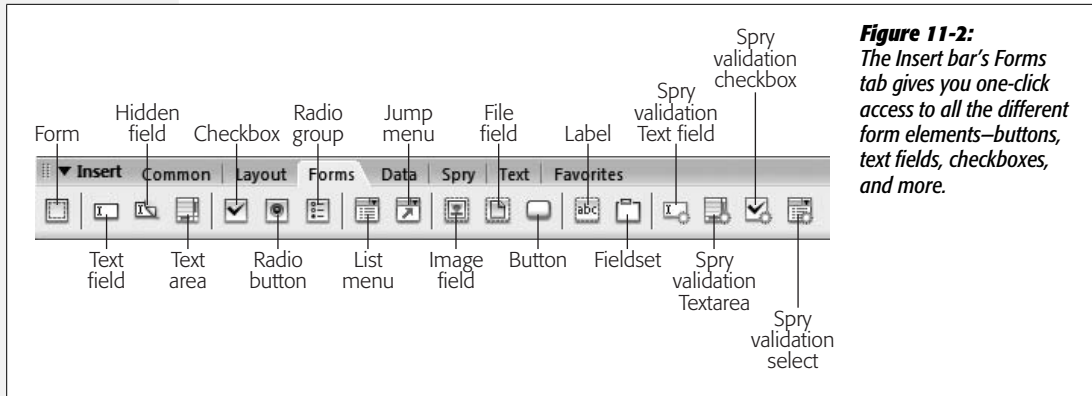 Figure 11-2:
The Insert bar's Forms
tab gives you one-click
access to all the different
form elements—buttons,
text fields, checkboxes,
and more.
Form
Hidden
field
Checkbox
Radio
group
Jump
menu
File
field
Label
Spry
validation
Text field
Spry
validation
checkbox
▼ Insert Common Layout Forms Data Spry Text Favorites
abc
Text
field
Text
area
Radio
button
List
menu
Image
field
Button
Fieldset
Spry
validation
Textarea
Spry
validation
select